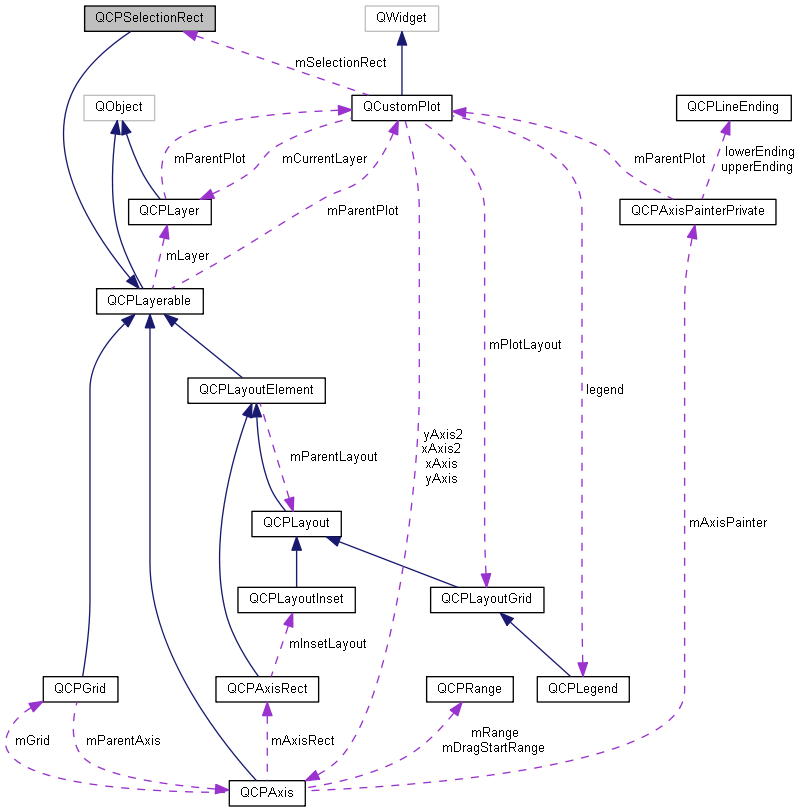 QCPSelectionRect
QWidget
mSelectionRect
QObject
QCustomPlot
QCPLineEnding
mParentPlot
mCurrentLayer
mParentPlot
lowerEnding
upperEnding
QCPLayer
mParentPlot
QCPAxisPainterPrivate
mLayer
QCPLayerable
mPlotLayout
QCPLayoutElement
legend
yAxis2
xAxis2
xAxis
yAxis
mParentLayout
QCPLayout
mAxisPainter
QCPLayoutInset
QCPLayoutGrid
mInsetLayout
QCPGrid
QCPAxisRect
QCPRange
QCPLegend
mGrid
mParentAxis
mAxisRect
mRange
mDragStartRange
QCPAxis